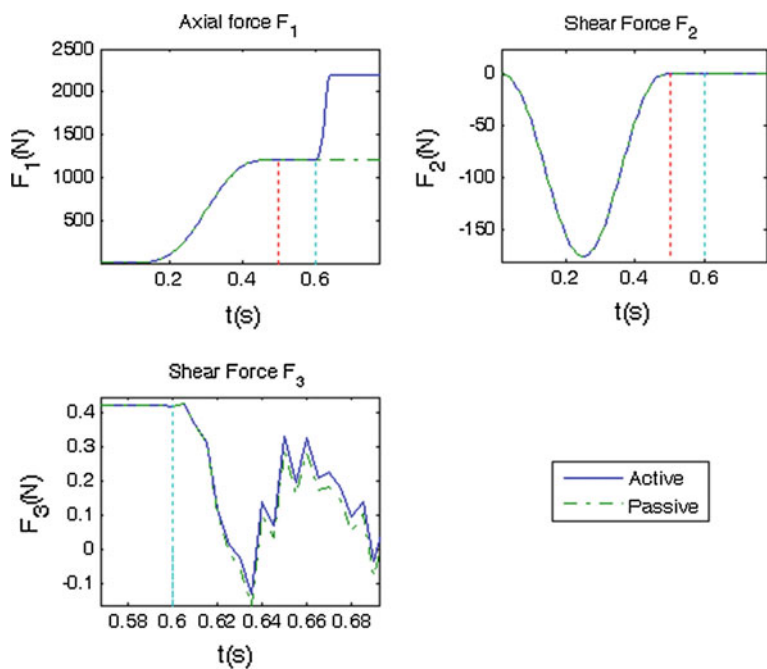 Axial force F1
2500
2000
1500
1000
500
F1(N)
0.2 0.4 0.6
t(s)
Shear Force F2
0
-50
-100
-150
F2(N)
0.2 0.4 0.6
t(s)
Shear Force F3
0.4
0.3
0.2
0.1
0
-0.1
F3(N)
0.58 0.6 0.62 0.64 0.66 0.68
t(s)
Active
Passive